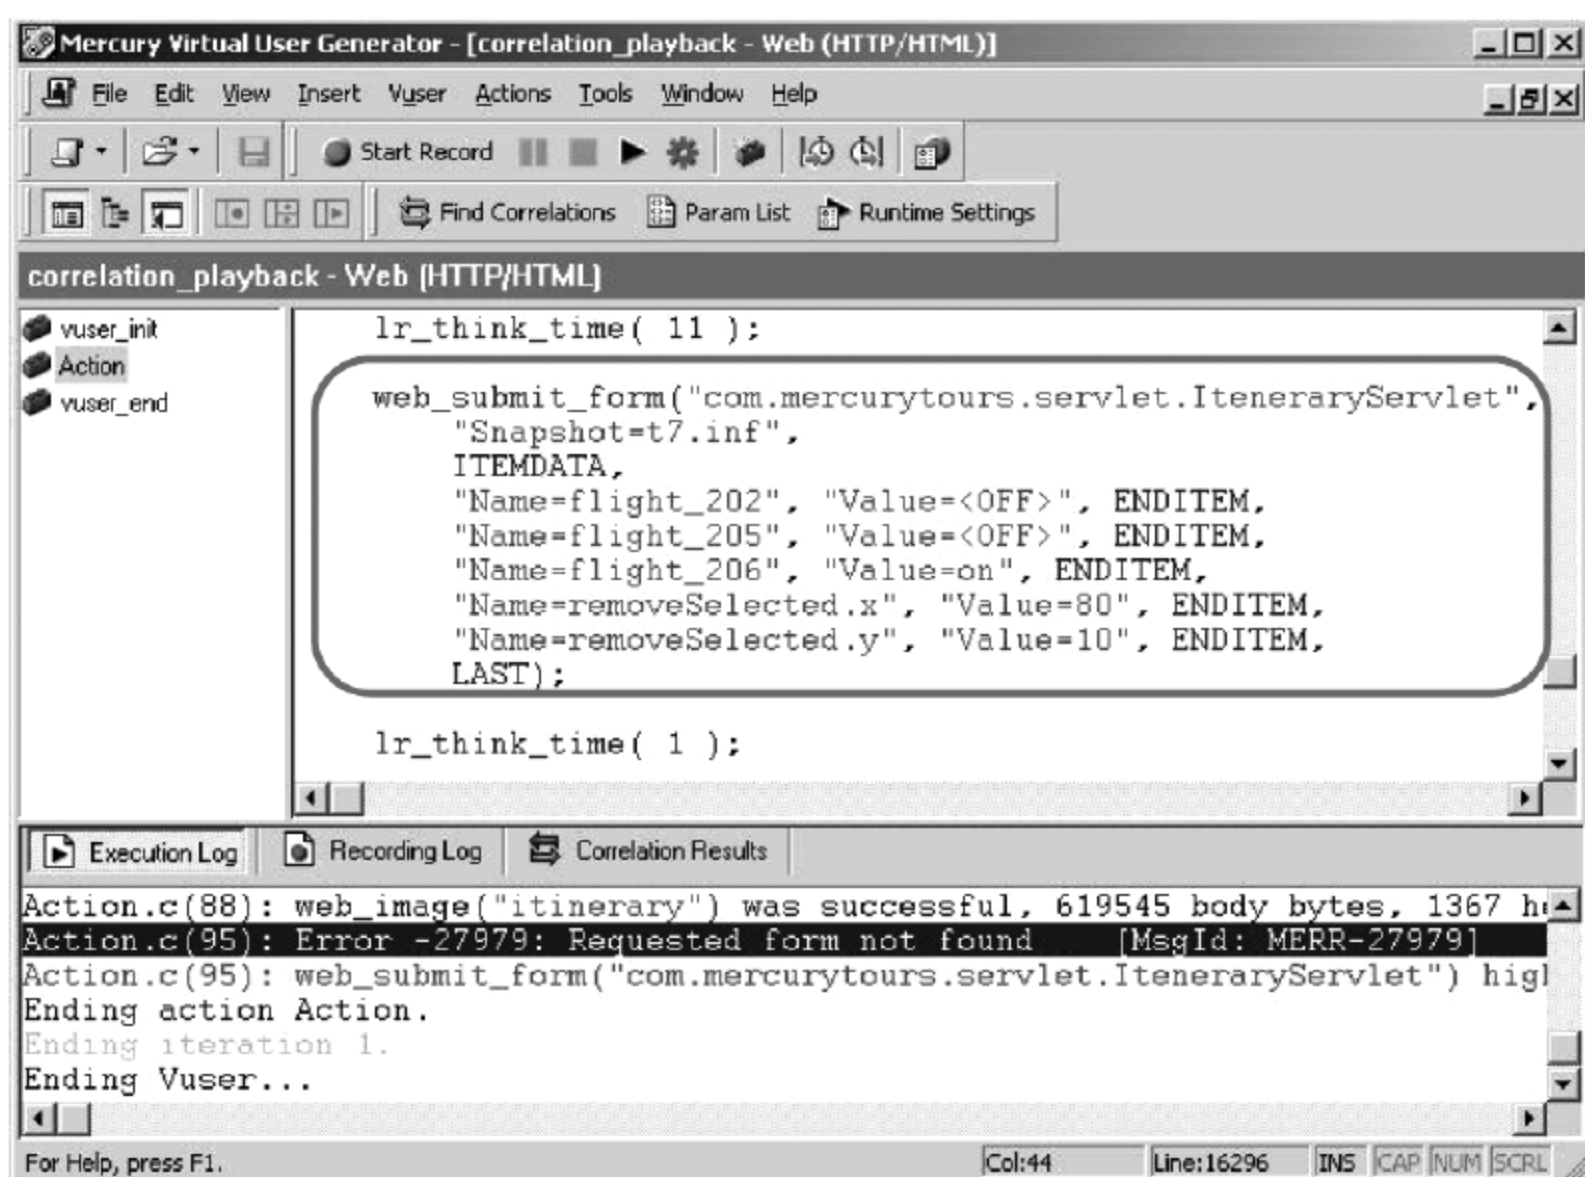 Mercury Virtual User Generator - [correlation_playback - Web (HTTP/HTML)]
File Edit View Insert Vuser Actions Tools Window Help
Start Record
Find Correlations Param List Runtime Settings
correlation_playback - Web (HTTP/HTML)
vuser_init
Action
vuser_end
lr_think_time( 11 );
web_submit_form("com.mercurytours.servlet.IteneraryServlet",
"Snapshot=t7.inf",
ITEMDATA,
"Name=flight_202", "Value=<OFF>", ENDITEM,
"Name=flight_205", "Value=<OFF>", ENDITEM,
"Name=flight_206", "Value=on", ENDITEM,
"Name=removeSelected.x", "Value=80", ENDITEM,
"Name=removeSelected.y", "Value=10", ENDITEM,
LAST);
lr_think_time( 1 );
Execution Log Recording Log Correlation Results
Action.c(88): web_image("itinerary") was successful, 619545 body bytes, 1367 he
Action.c(95): Error -27979: Requested form not found [MsgId: MERR-27979]
Action.c(95): web_submit_form("com.mercurytours.servlet.IteneraryServlet") high
Ending action Action.
Ending iteration 1.
Ending Vuser...
For Help, press F1. Col:44 Line:16296 INS CAP NUM SCRL